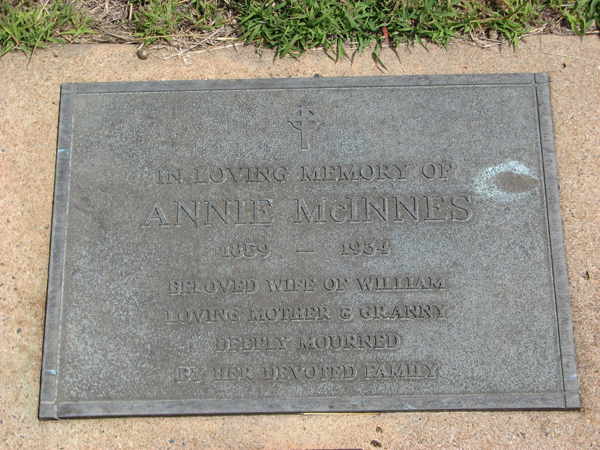 IN LOVING MEMORY OF
ANNIE McINNES
1859 — 1934
BELOVED WIFE OF WILLIAM
LOVING MOTHER & GRANNY
DEEPLY MOURNED
BY HER DEVOTED FAMILY